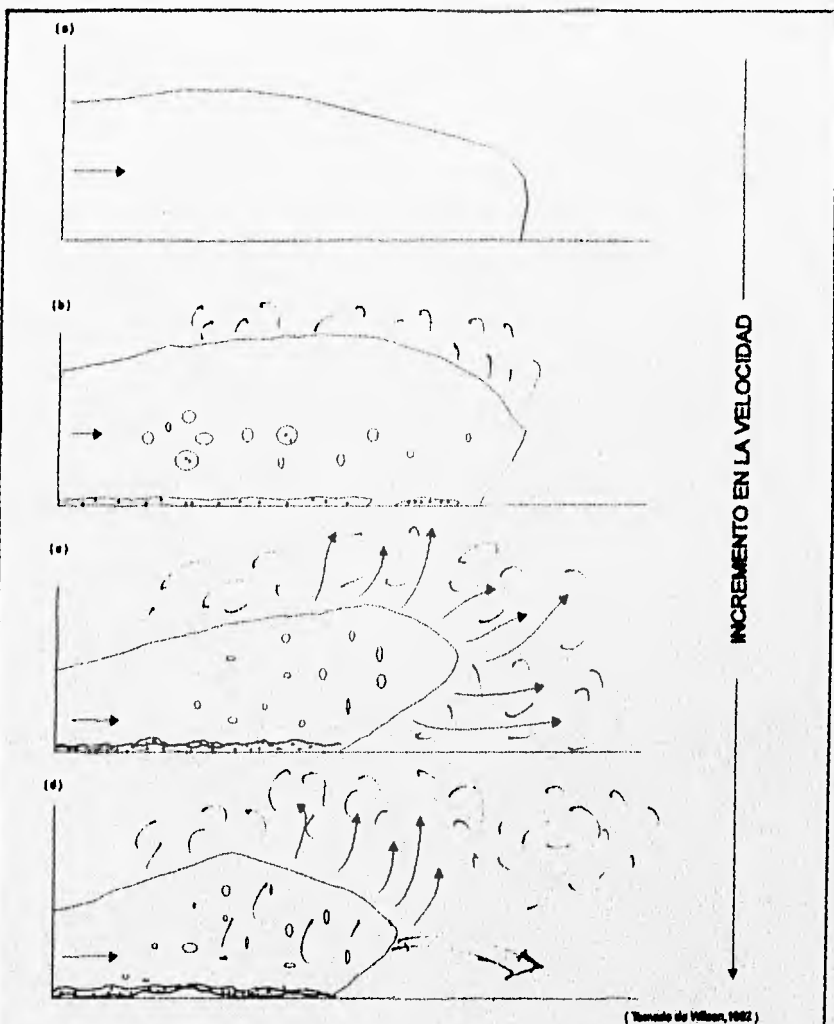 (a)
(b)
(c)
(d)
INCREMENTO EN LA VELOCIDAD
( Tomado de Wilson, 1982 )